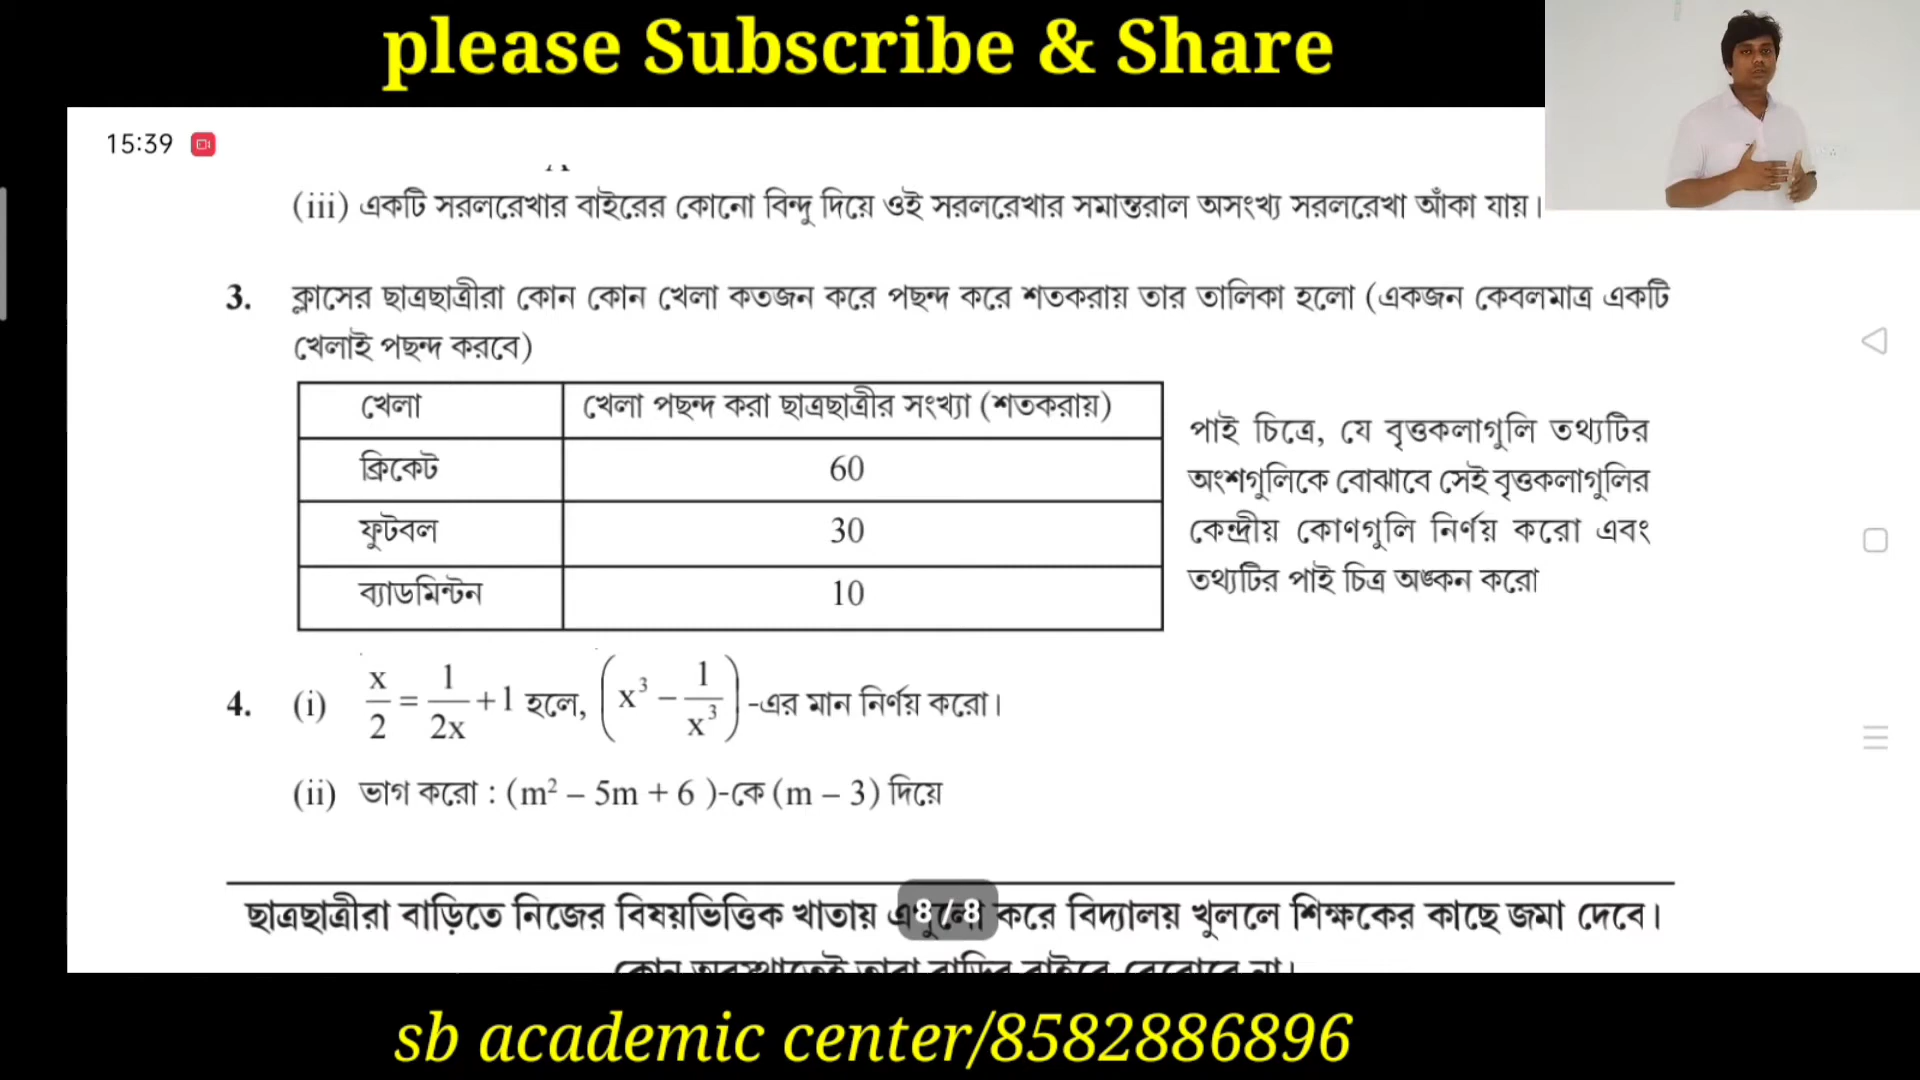 please Subscribe & Share
15:39
(iii) একটি সরলরেখার বাইরের কোনো বিন্দু দিয়ে ওই সরলরেখার সমান্তরাল অসংখ্য সরলরেখা আঁকা যায়।
3. ক্লাসের ছাত্রছাত্রীরা কোন কোন খেলা কতজন করে পছন্দ করে শতকরায় তার তালিকা হলো (একজন কেবলমাত্র একটি
খেলাই পছন্দ করবে)
খেলা খেলা পছন্দ করা ছাত্রছাত্রীর সংখ্যা (শতকরায়)
ক্রিকেট 60
ফুটবল 30
ব্যাডমিন্টন 10
পাই চিত্রে, যে বৃত্তকলাগুলি তথ্যটির
অংশগুলিকে বোঝাবে সেই বৃত্তকলাগুলির
কেন্দ্রীয় কোণগুলি নির্ণয় করো এবং
তথ্যটির পাই চিত্র অঙ্কন করো
4. (i) x/2 = 1/2x + 1 হলে, (x³ − 1/x³) -এর মান নির্ণয় করো।
(ii) ভাগ করো : (m² – 5m + 6 )-কে (m – 3) দিয়ে
ছাত্রছাত্রীরা বাড়িতে নিজের বিষয়ভিত্তিক খাতায় করে বিদ্যালয় খুললে শিক্ষকের কাছে জমা দেবে।
8 / 8
sb academic center/8582886896